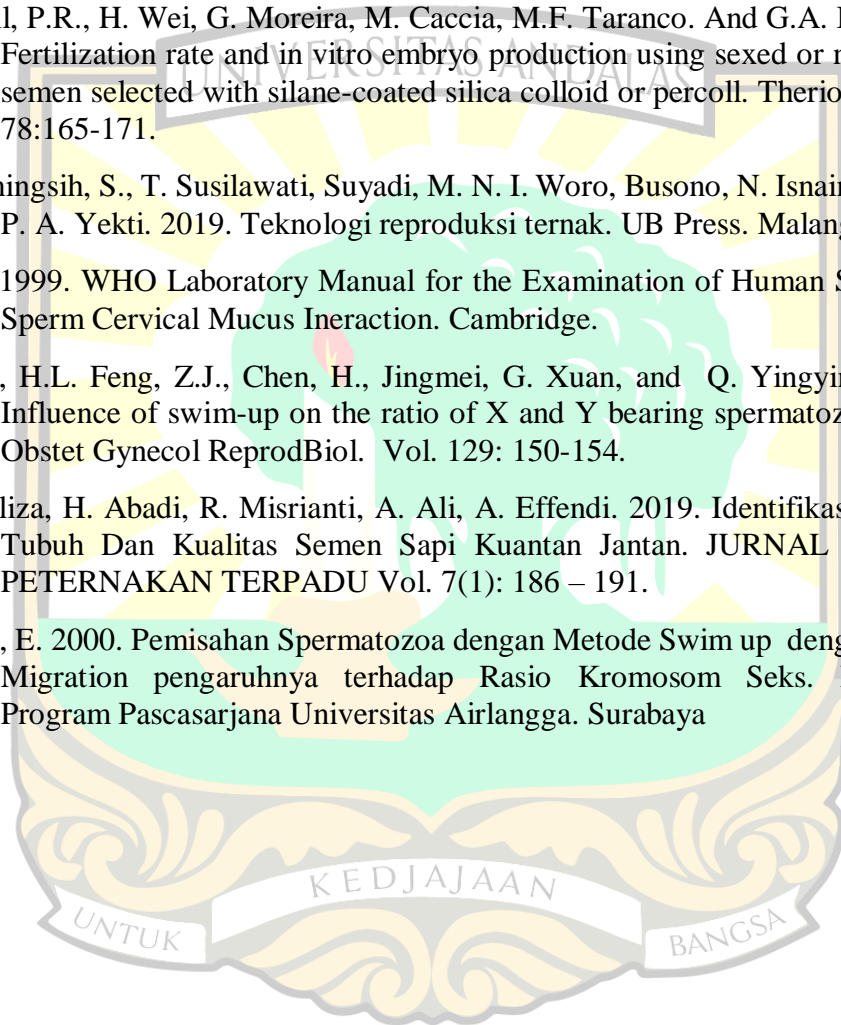 l, P.R., H. Wei, G. Moreira, M. Caccia, M.F. Taranco. And G.A.
Fertilization rate and in vitro embryo production using sexed or
UNIVERSITAS ANDALAS
semen selected with silane-coated silica colloid or percoll. Therio
78:165-171.
ningsih, S., T. Susilawati, Suyadi, M. N. I. Woro, Busono, N. Isnain
P. A. Yekti. 2019. Teknologi reproduksi ternak. UB Press. Malang
1999. WHO Laboratory Manual for the Examination of Human S
Sperm Cervical Mucus Ineraction. Cambridge.
, H.L. Feng, Z.J., Chen, H., Jingmei, G. Xuan, and Q. Yingyin
Influence of swim-up on the ratio of X and Y bearing spermatoz
Obstet Gynecol ReprodBiol. Vol. 129: 150-154.
liza, H. Abadi, R. Misrianti, A. Ali, A. Effendi. 2019. Identifikas
Tubuh Dan Kualitas Semen Sapi Kuantan Jantan. JURNAL
PETERNAKAN TERPADU Vol. 7(1): 186 – 191.
, E. 2000. Pemisahan Spermatozoa dengan Metode Swim up deng
Migration pengaruhnya terhadap Rasio Kromosom Seks.
Program Pascasarjana Universitas Airlangga. Surabaya
UNTUK KEDJAJAAN BANGSA